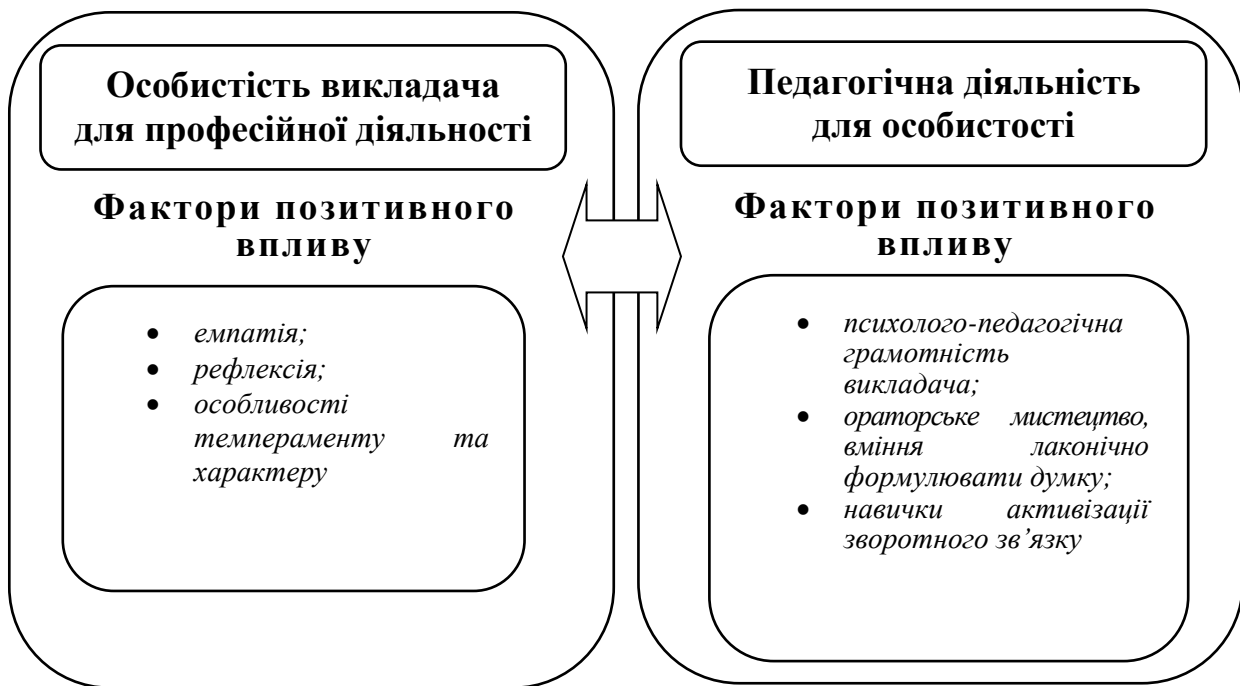 Особистість викладача
для професійної діяльності
Фактори позитивного
впливу
• емпатія;
• рефлексія;
• особливості
темпераменту та
характеру
Педагогічна діяльність
для особистості
Фактори позитивного
впливу
• психолого-педагогічна
грамотність
викладача;
• ораторське мистецтво,
вміння лаконічно
формулювати думку;
• навички активізації
зворотного зв’язку